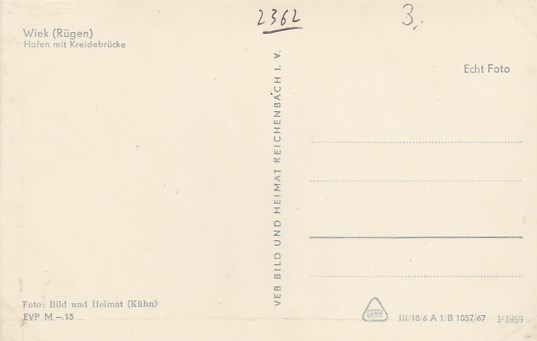 2362
3,-
Wiek (Rügen)
Hafen mit Kreidebrücke
Echt Foto
VEB BILD UND HEIMAT REICHENBACH I. V.
Foto: Bild und Heimat (Kühn)
EVP M –.15
III/18/6 A 1/B 1057/67
1·1969